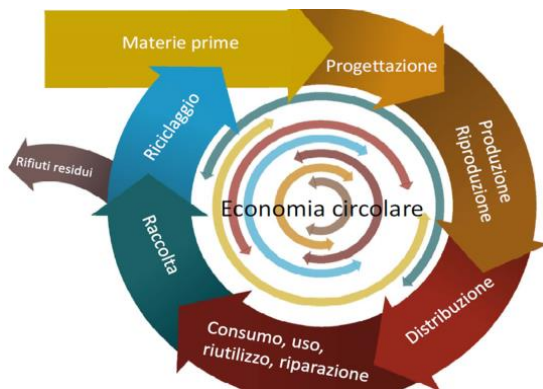 Materie prime
Progettazione
Produzione
Riproduzione
Distribuzione
Consumo, uso,
riutilizzo, riparazione
Raccolta
Rifiuti residui
Riciclaggio
Economia circolare